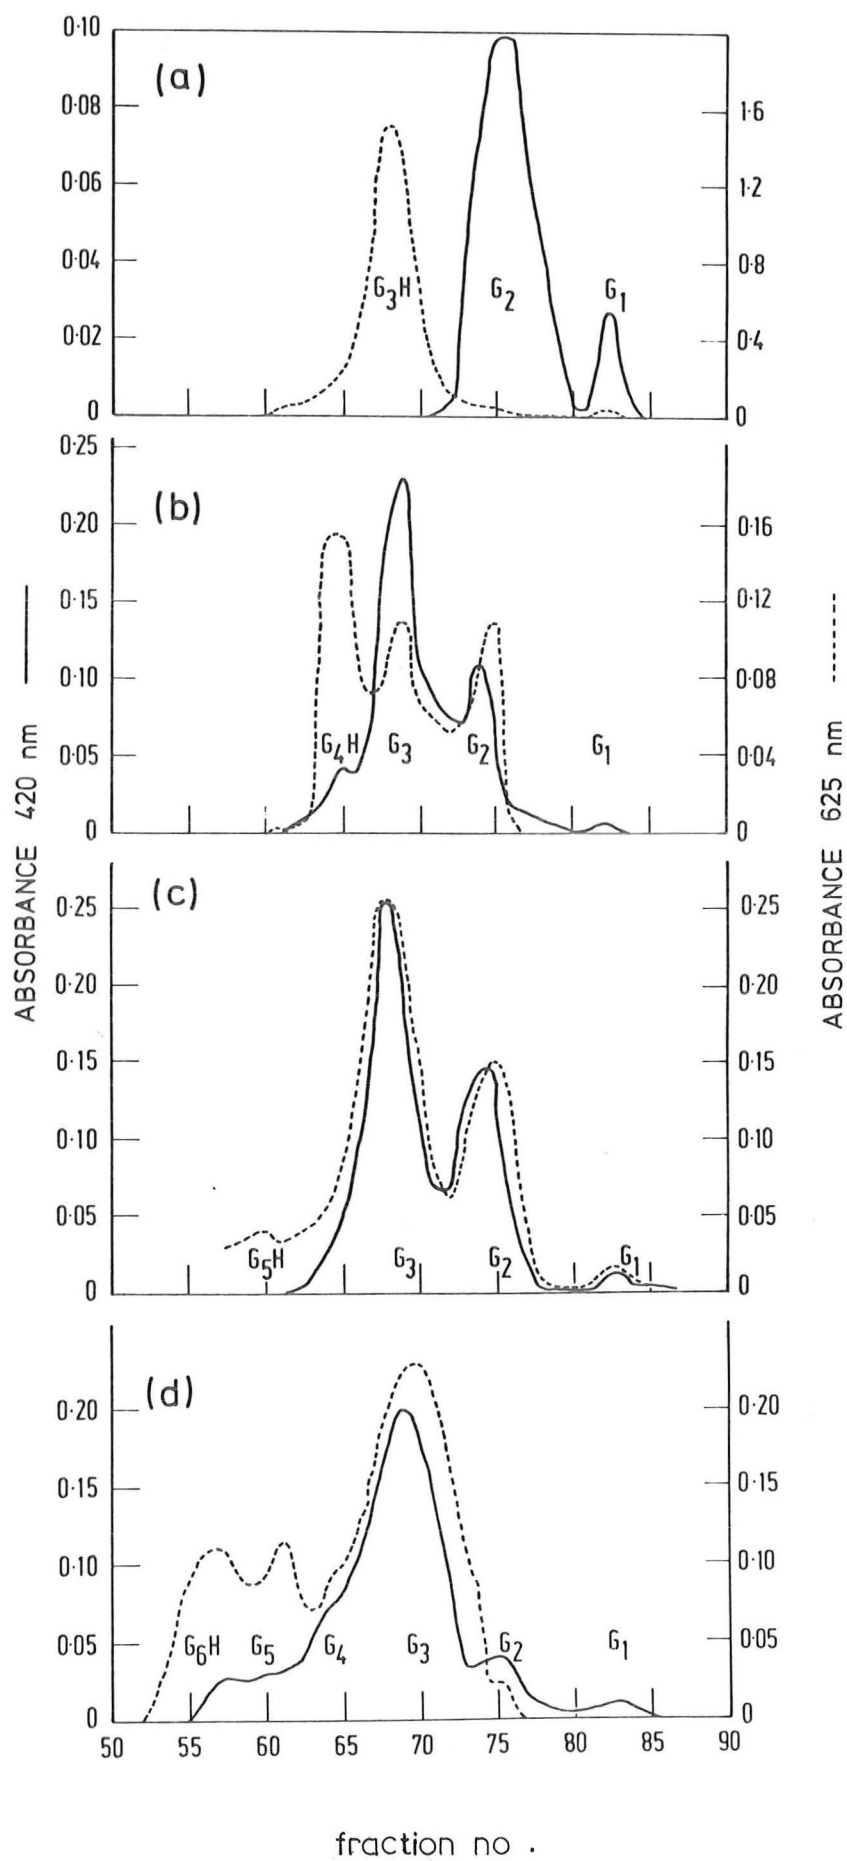 0·10
(a)
0·08
1·6
0·06
1·2
0·04
0·8
G3H
G2
G1
0·02
0·4
0
0
0·25
(b)
0·20
0·16
0·15
0·12
0·10
0·08
G4H
G3
G2
G1
0·05
0·04
0
0
(c)
0·25
0·25
0·20
0·20
0·15
0·15
0·10
0·10
0·05
0·05
G5H
G3
G2
G1
0
0
(d)
0·20
0·20
0·15
0·15
0·10
0·10
G6H
G5
G4
G3
G2
G1
0·05
0·05
0
0
50 55 60 65 70 75 80 85 90
fraction no .
ABSORBANCE 420 nm
ABSORBANCE 625 nm